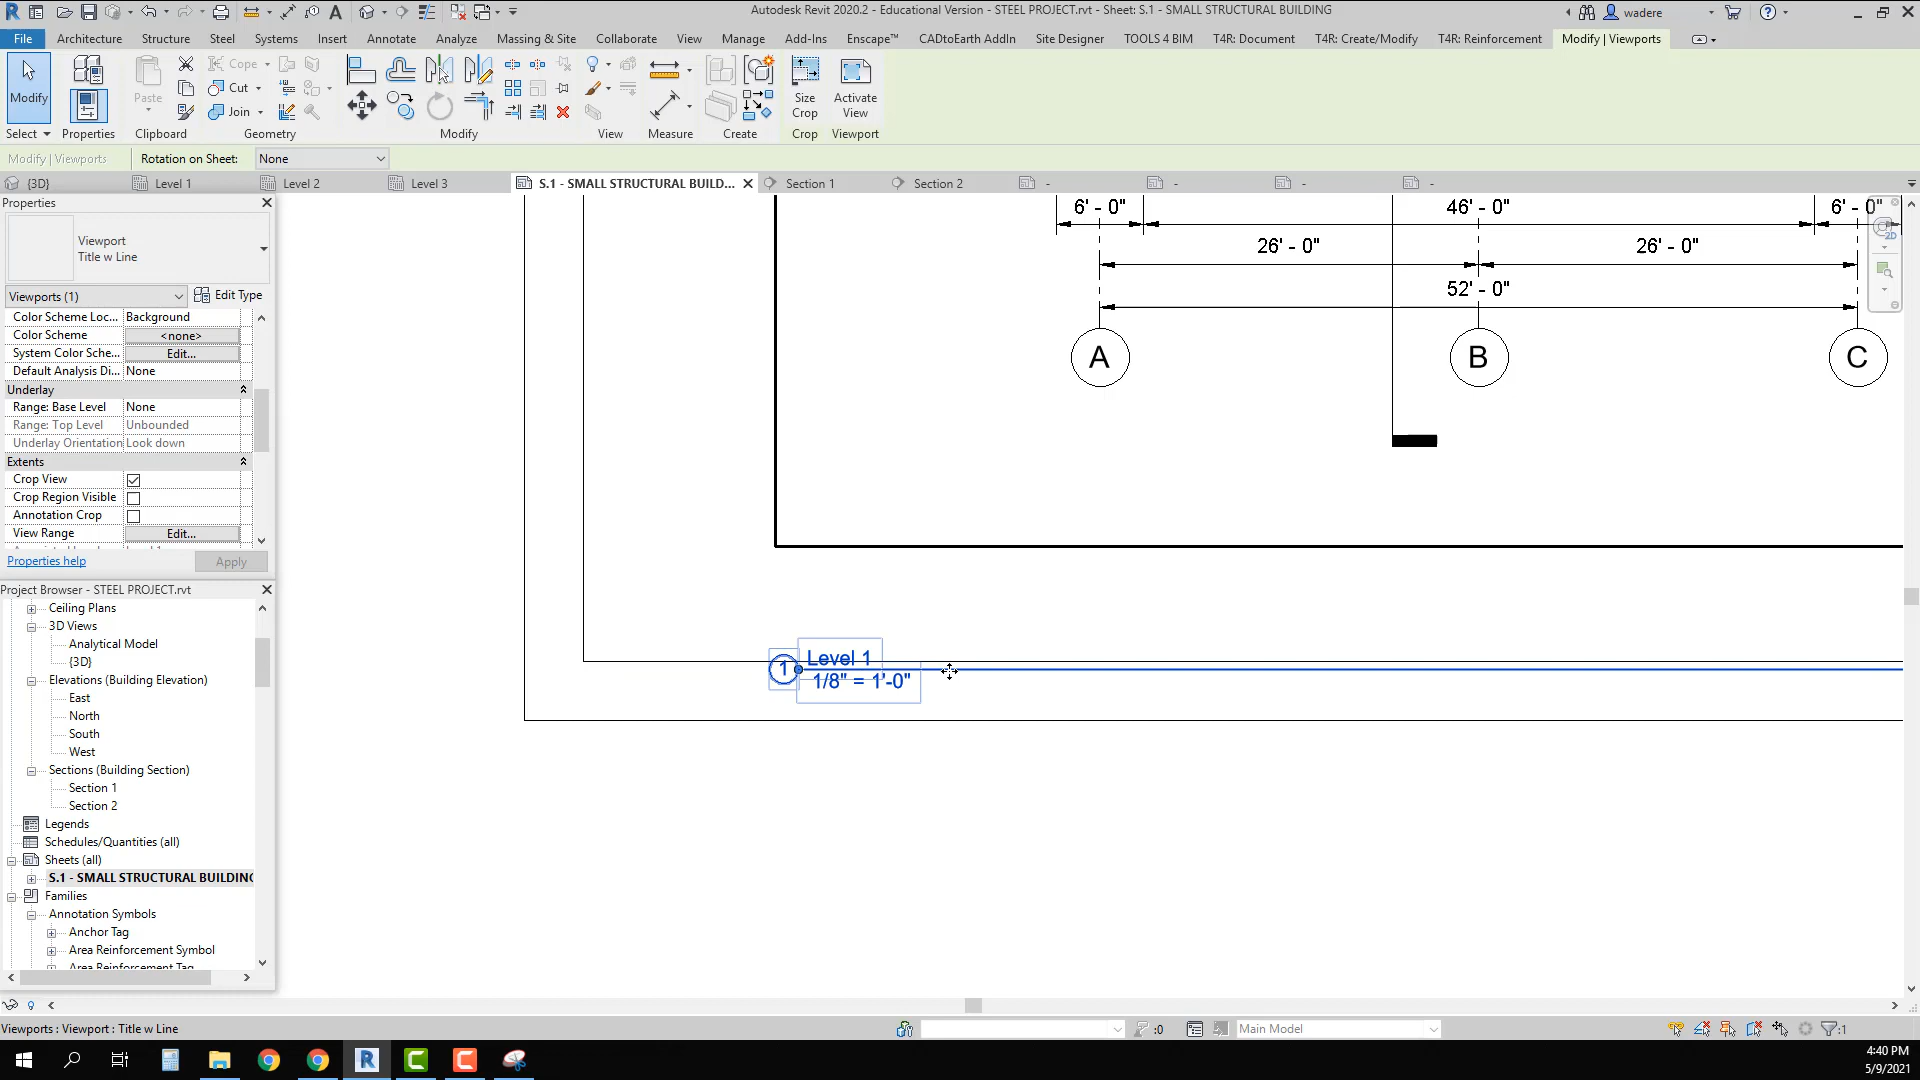 Autodesk Revit 2020.2 - Educational Version - STEEL PROJECT.rvt - Sheet: S.1 - SMALL STRUCTURAL BUILDING
wadere
File Architecture Structure Steel Systems Insert Annotate Analyze Massing & Site Collaborate View Manage Add-Ins Enscape™ CADtoEarth AddIn Site Designer TOOLS 4 BIM T4R: Document T4R: Create/Modify T4R: Reinforcement Modify | Viewports
Modify Paste Cope Cut Join Size Crop Activate View
Select Properties Clipboard Geometry Modify View Measure Create Crop Viewport
Modify | Viewports Rotation on Sheet: None
{3D} Level 1 Level 2 Level 3 S.1 - SMALL STRUCTURAL BUILD... Section 1 Section 2 - - - -
Properties
Viewport
Title w Line
Viewports (1) Edit Type
Color Scheme Loc... Background
Color Scheme <none>
System Color Sche... Edit...
Default Analysis Di... None
Underlay
Range: Base Level None
Range: Top Level Unbounded
Underlay Orientation Look down
Extents
Crop View
Crop Region Visible
Annotation Crop
View Range Edit...
Properties help Apply
Project Browser - STEEL PROJECT.rvt
Ceiling Plans
3D Views
Analytical Model
{3D}
Elevations (Building Elevation)
East
North
South
West
Sections (Building Section)
Section 1
Section 2
Legends
Schedules/Quantities (all)
Sheets (all)
S.1 - SMALL STRUCTURAL BUILDING
Families
Annotation Symbols
Anchor Tag
Area Reinforcement Symbol
Area Reinforcement Tag
6' - 0" 46' - 0" 6' - 0"
26' - 0" 26' - 0"
52' - 0"
A B C
1 Level 1
1/8" = 1'-0"
2D
Viewports : Viewport : Title w Line :0 Main Model :1
4:40 PM
5/9/2021